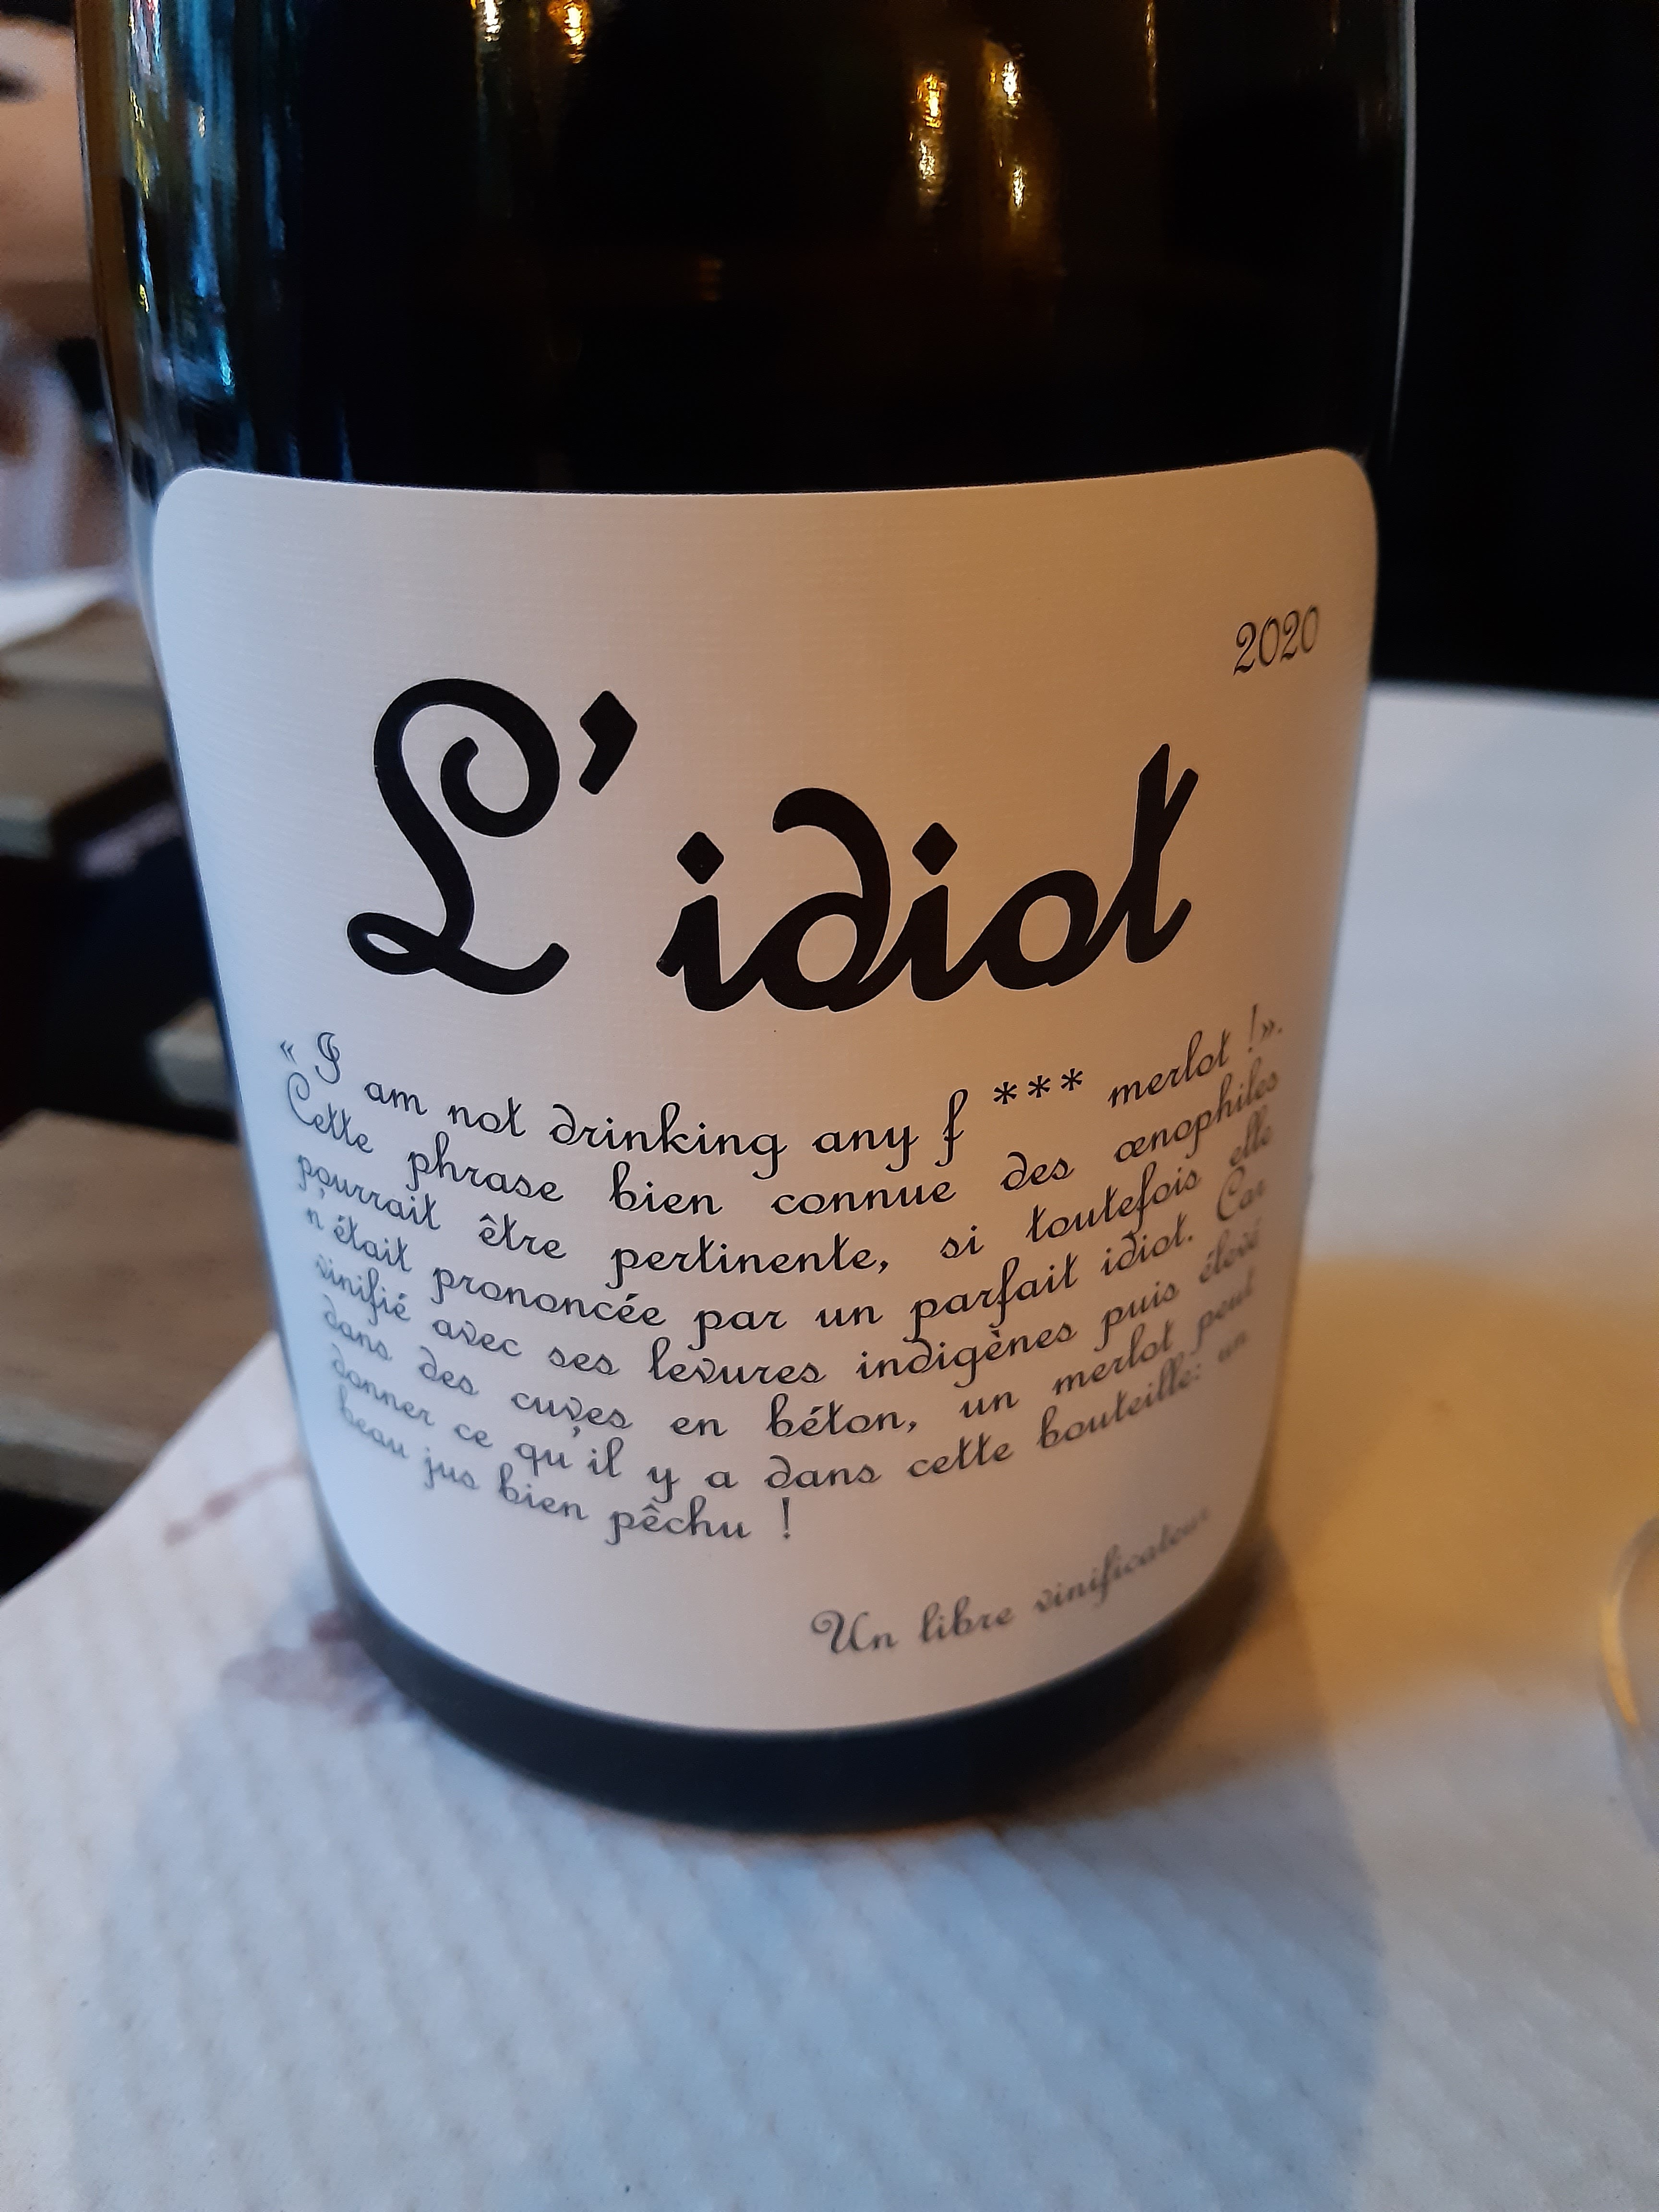 2020
L'idiot
« I am not drinking any f *** merlot !».
Cette phrase bien connue des œnophiles
pourrait être pertinente, si toutefois elle
n'était prononcée par un parfait idiot. Car
vinifié avec ses levures indigènes puis élevé
dans des cuves en béton, un merlot peut
donner ce qu'il y a dans cette bouteille: un
beau jus bien pêchu !
Un libre vinificateur